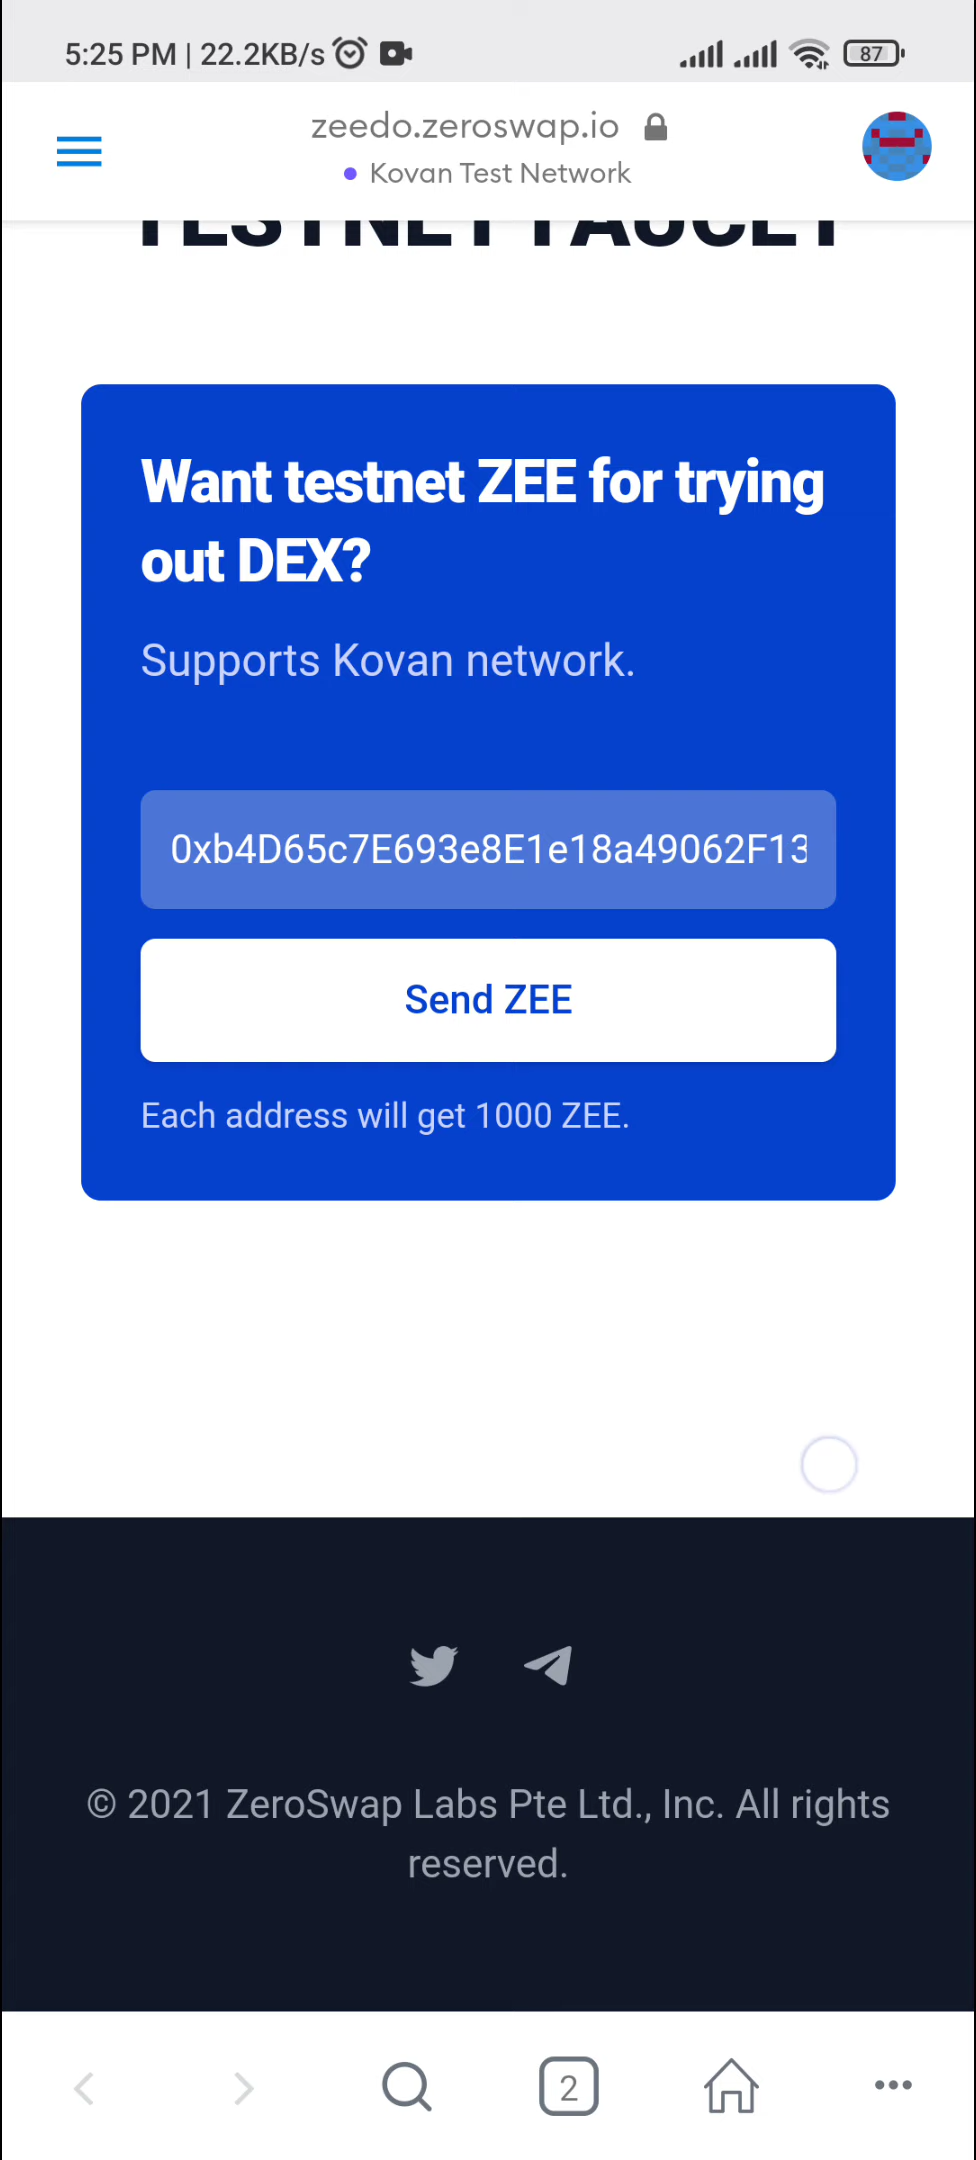 5:25 PM | 22.2KB/s
87
zeedo.zeroswap.io
Kovan Test Network
TESTNET FAUCET
Want testnet ZEE for trying
out DEX?
Supports Kovan network.
0xb4D65c7E693e8E1e18a49062F13
Send ZEE
Each address will get 1000 ZEE.
© 2021 ZeroSwap Labs Pte Ltd., Inc. All rights
reserved.
2